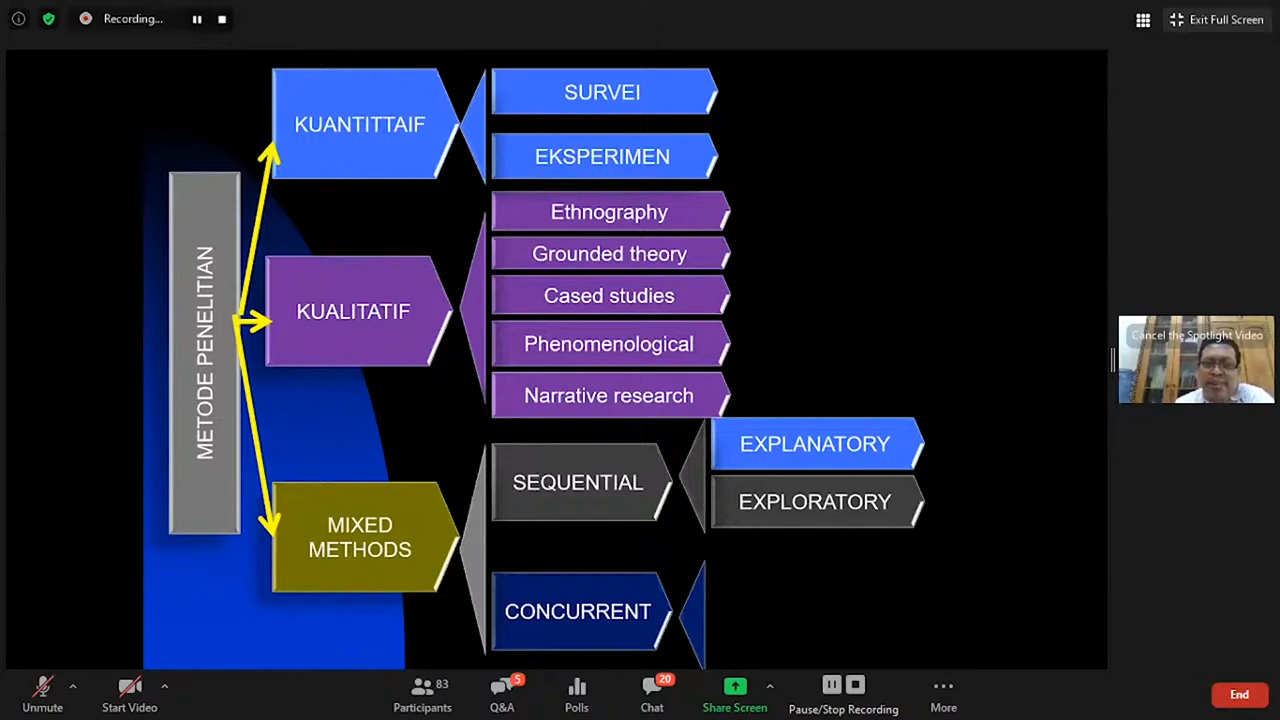 Recording...
Exit Full Screen
KUANTITTAIF
SURVEI
EKSPERIMEN
METODE PENELITIAN
KUALITATIF
Ethnography
Grounded theory
Cased studies
Phenomenological
Narrative research
MIXED
METHODS
SEQUENTIAL
EXPLANATORY
EXPLORATORY
CONCURRENT
Cancel the Spotlight Video
Unmute
Start Video
83
Participants
5
Q&A
Polls
20
Chat
Share Screen
Pause/Stop Recording
More
End